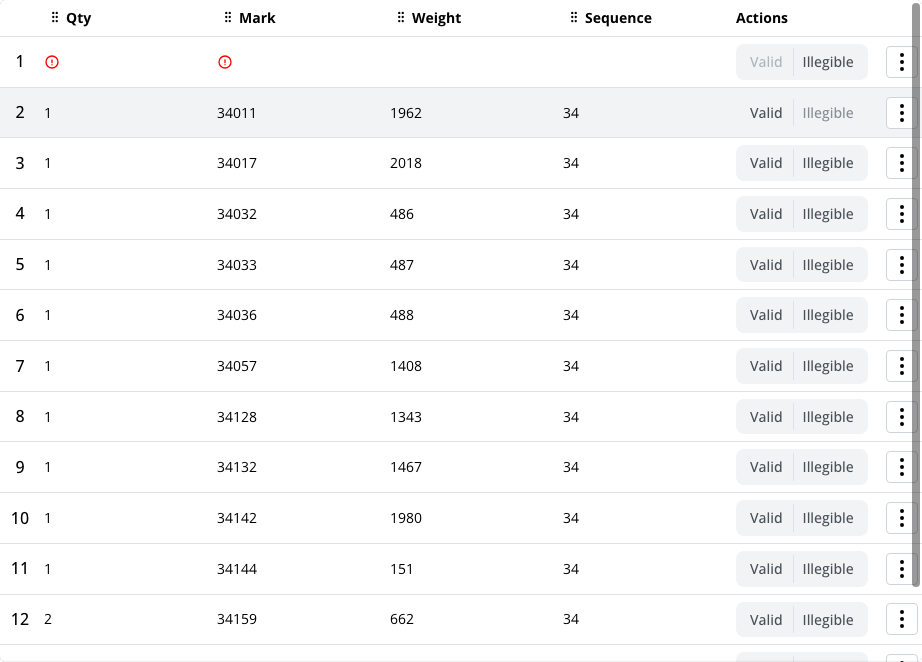 Qty Mark Weight Sequence Actions
1 Valid Illegible
2 1 34011 1962 34 Valid Illegible
3 1 34017 2018 34 Valid Illegible
4 1 34032 486 34 Valid Illegible
5 1 34033 487 34 Valid Illegible
6 1 34036 488 34 Valid Illegible
7 1 34057 1408 34 Valid Illegible
8 1 34128 1343 34 Valid Illegible
9 1 34132 1467 34 Valid Illegible
10 1 34142 1980 34 Valid Illegible
11 1 34144 151 34 Valid Illegible
12 2 34159 662 34 Valid Illegible